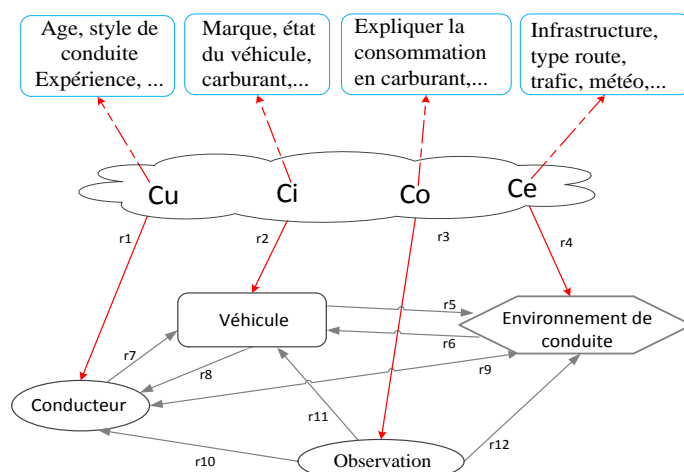 Age, style de
conduite
Expérience, ...
Marque, état
du véhicule,
carburant,...
Expliquer la
consommation
en carburant,...
Infrastructure,
type route,
trafic, météo,...
Cu
Ci
Co
Ce
r1
r2
r3
r4
Véhicule
r5
Environnement de
conduite
r6
r7
r8
r9
Conducteur
r11
r10
Observation
r12